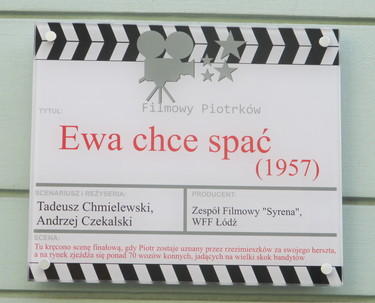 Filmowy Piotrków
TYTUŁ:
Ewa chce spać
(1957)
SCENARIUSZ I REŻYSERIA:
Tadeusz Chmielewski,
Andrzej Czekalski
PRODUCENT:
Zespół Filmowy "Syrena",
WFF Łódź
SCENA:
Tu kręcono scenę finałową, gdy Piotr zostaje uznany przez rzezimieszków za swojego herszta,
a na rynek zjeżdża się ponad 70 wozów konnych, jadących na wielki skok bandytów